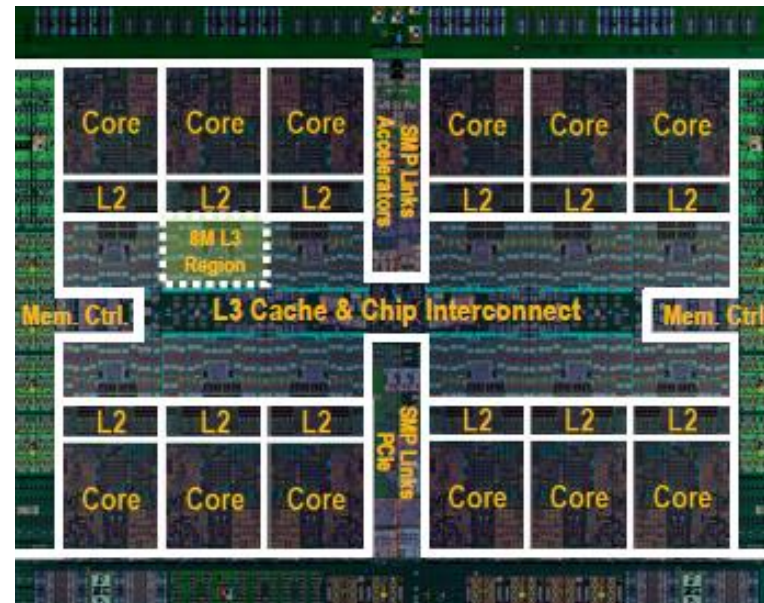 Core Core Core
Accelerators
SMP Links
Core Core Core
L2 L2 L2
L2 L2 L2
8M L3
Region
Mem. Ctrl.
L3 Cache & Chip Interconnect
Mem. Ctrl
L2 L2 L2
PCIe
SMP Links
L2 L2 L2
Core Core Core
Core Core Core